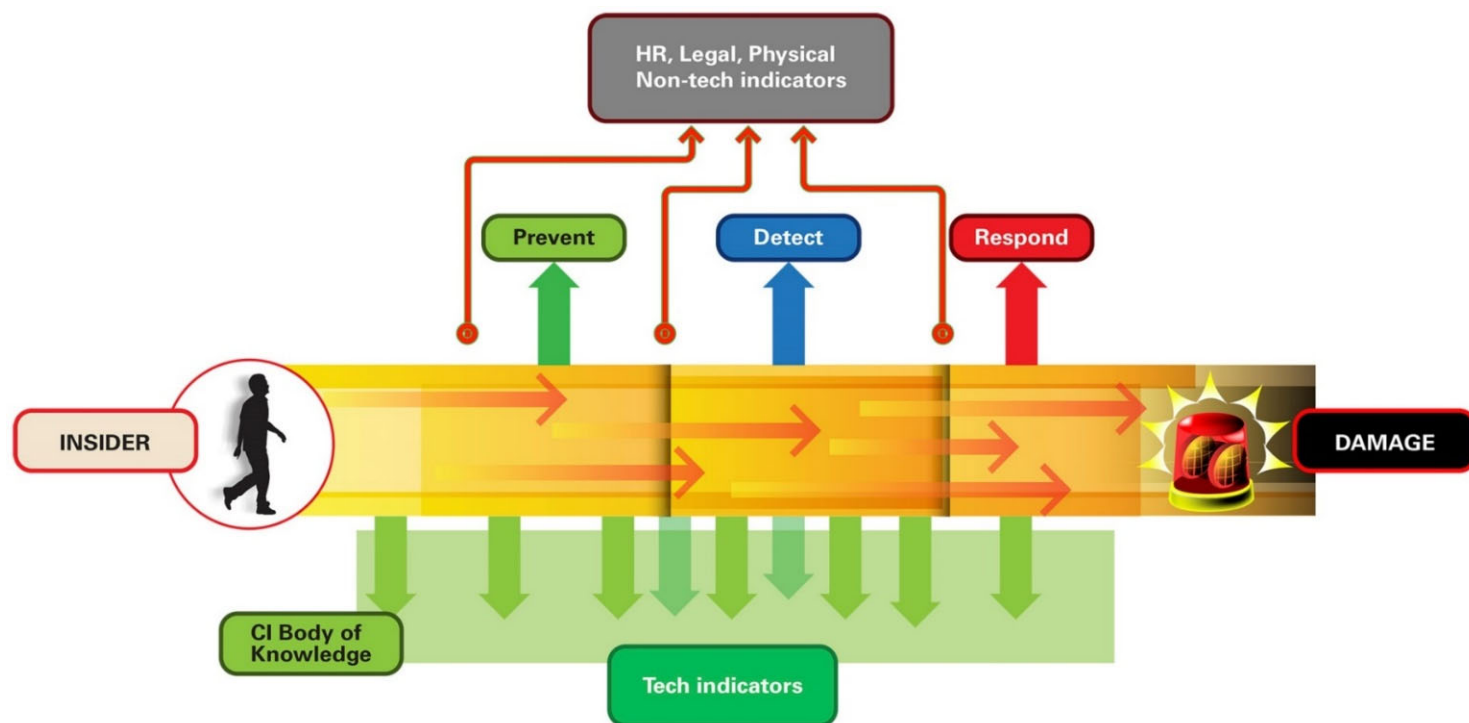 HR, Legal, Physical
Non-tech indicators
Prevent
Detect
Respond
INSIDER
DAMAGE
CI Body of
Knowledge
Tech indicators